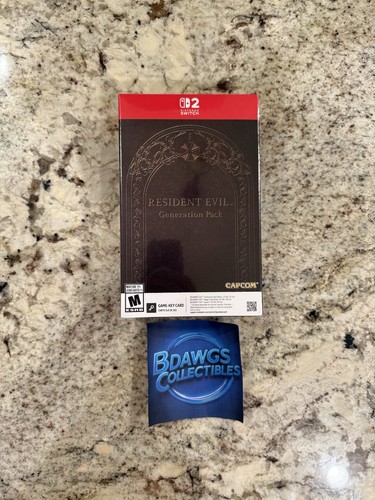 2
NINTENDO
SWITCH
RESIDENT EVIL
Generation Pack
CAPCOM
MATURE 17+
M
ESRB
GAME-KEY CARD
BDAWGS
COLLECTIBLES